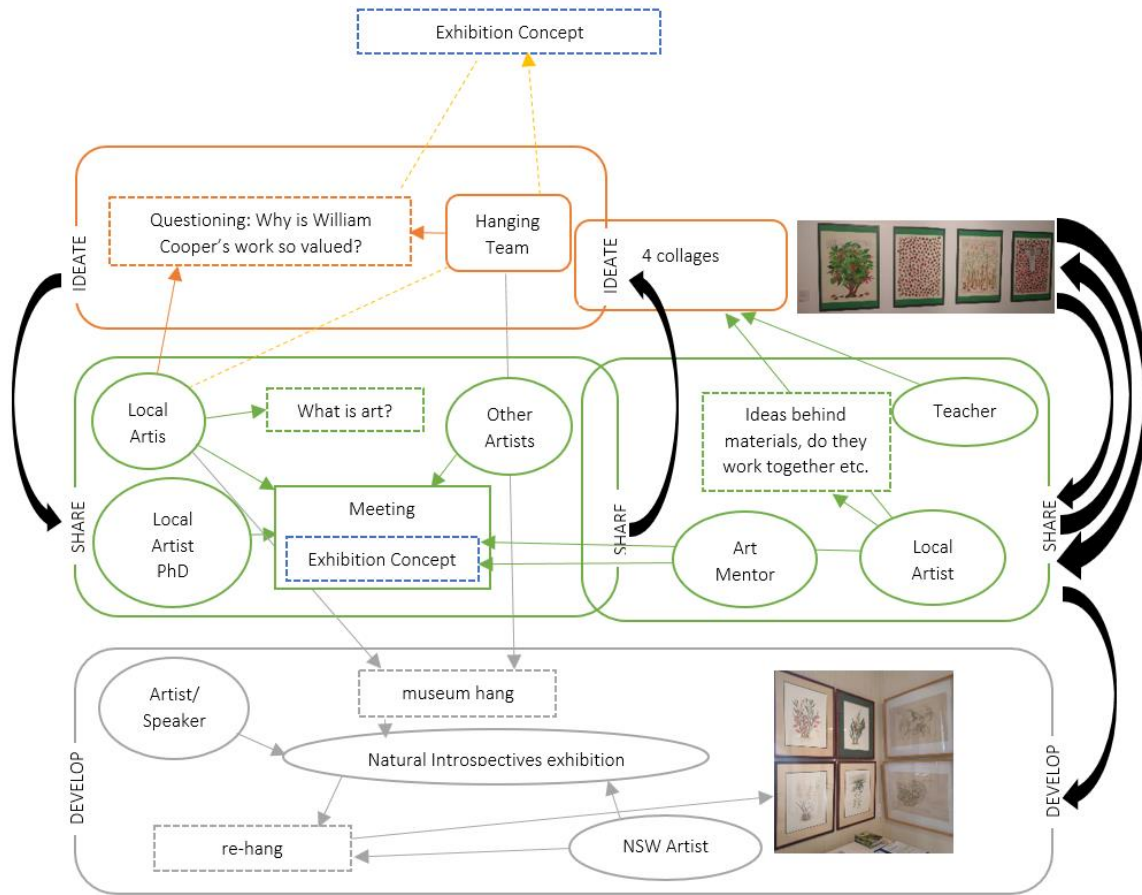 Exhibition Concept
IDEATE
Questioning: Why is William
Cooper's work so valued?
Hanging
Team
IDEATE
4 collages
SHARE
Local
Artis
What is art?
Other
Artists
Local
Artist
PhD
Meeting
Exhibition Concept
SHARE
Ideas behind
materials, do they
work together etc.
Teacher
Art
Mentor
Local
Artist
SHARE
DEVELOP
Artist/
Speaker
museum hang
Natural Introspectives exhibition
re-hang
NSW Artist
DEVELOP